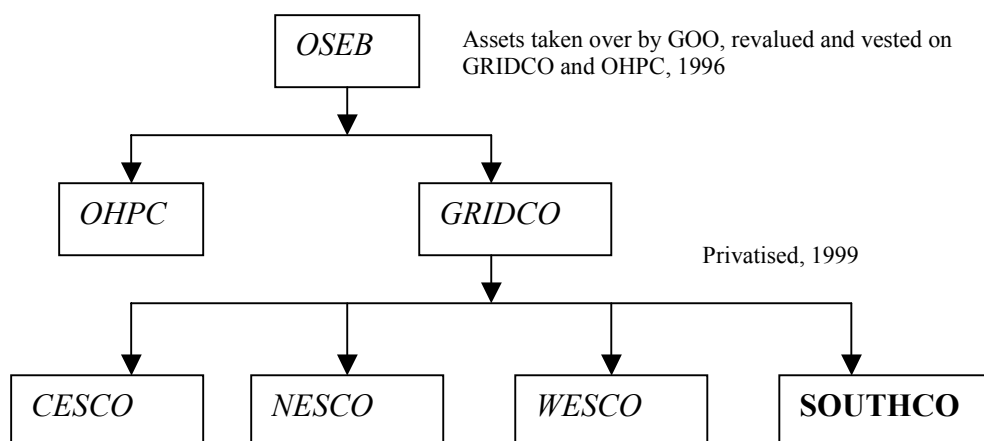 OSEB
Assets taken over by GOO, revalued and vested on
GRIDCO and OHPC, 1996
OHPC
GRIDCO
Privatised, 1999
CESCO
NESCO
WESCO
SOUTHCO